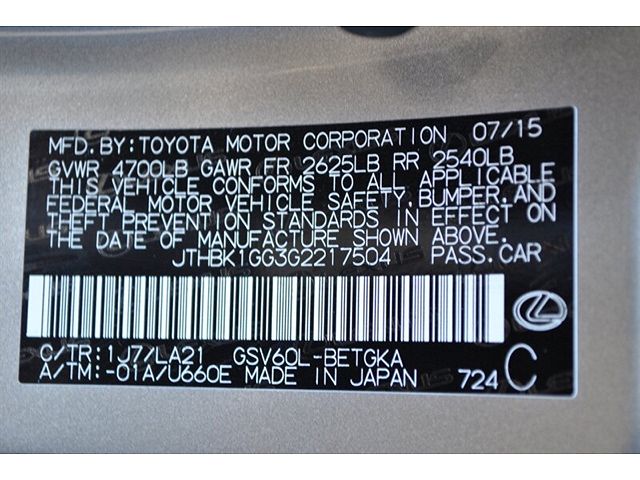 MFD. BY: TOYOTA MOTOR CORPORATION 07/15
GVWR 4700LB GAWR FR 2625LB RR 2540LB
THIS VEHICLE CONFORMS TO ALL APPLICABLE
FEDERAL MOTOR VEHICLE SAFETY, BUMPER, AND
THEFT PREVENTION STANDARDS IN EFFECT ON
THE DATE OF MANUFACTURE SHOWN ABOVE.
JTHBK1GG3G2217504 PASS. CAR
C/TR: 1J7/LA21 GSV60L-BETGKA
A/TM: -01A/U660E MADE IN JAPAN 724 C